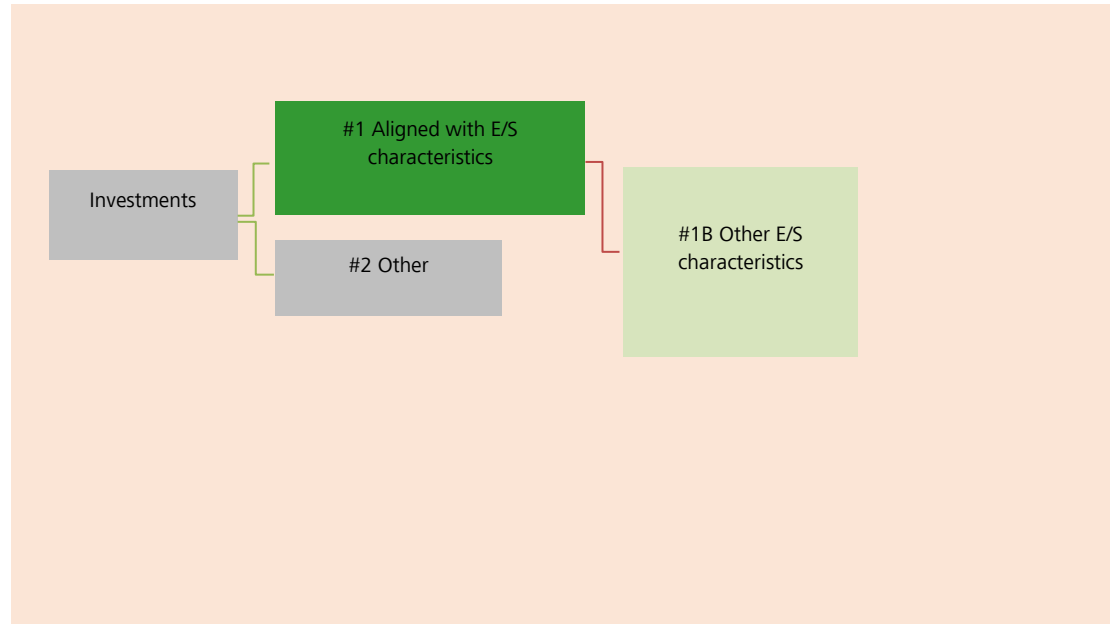 #1 Aligned with E/S
characteristics
Investments
#2 Other
#1B Other E/S
characteristics